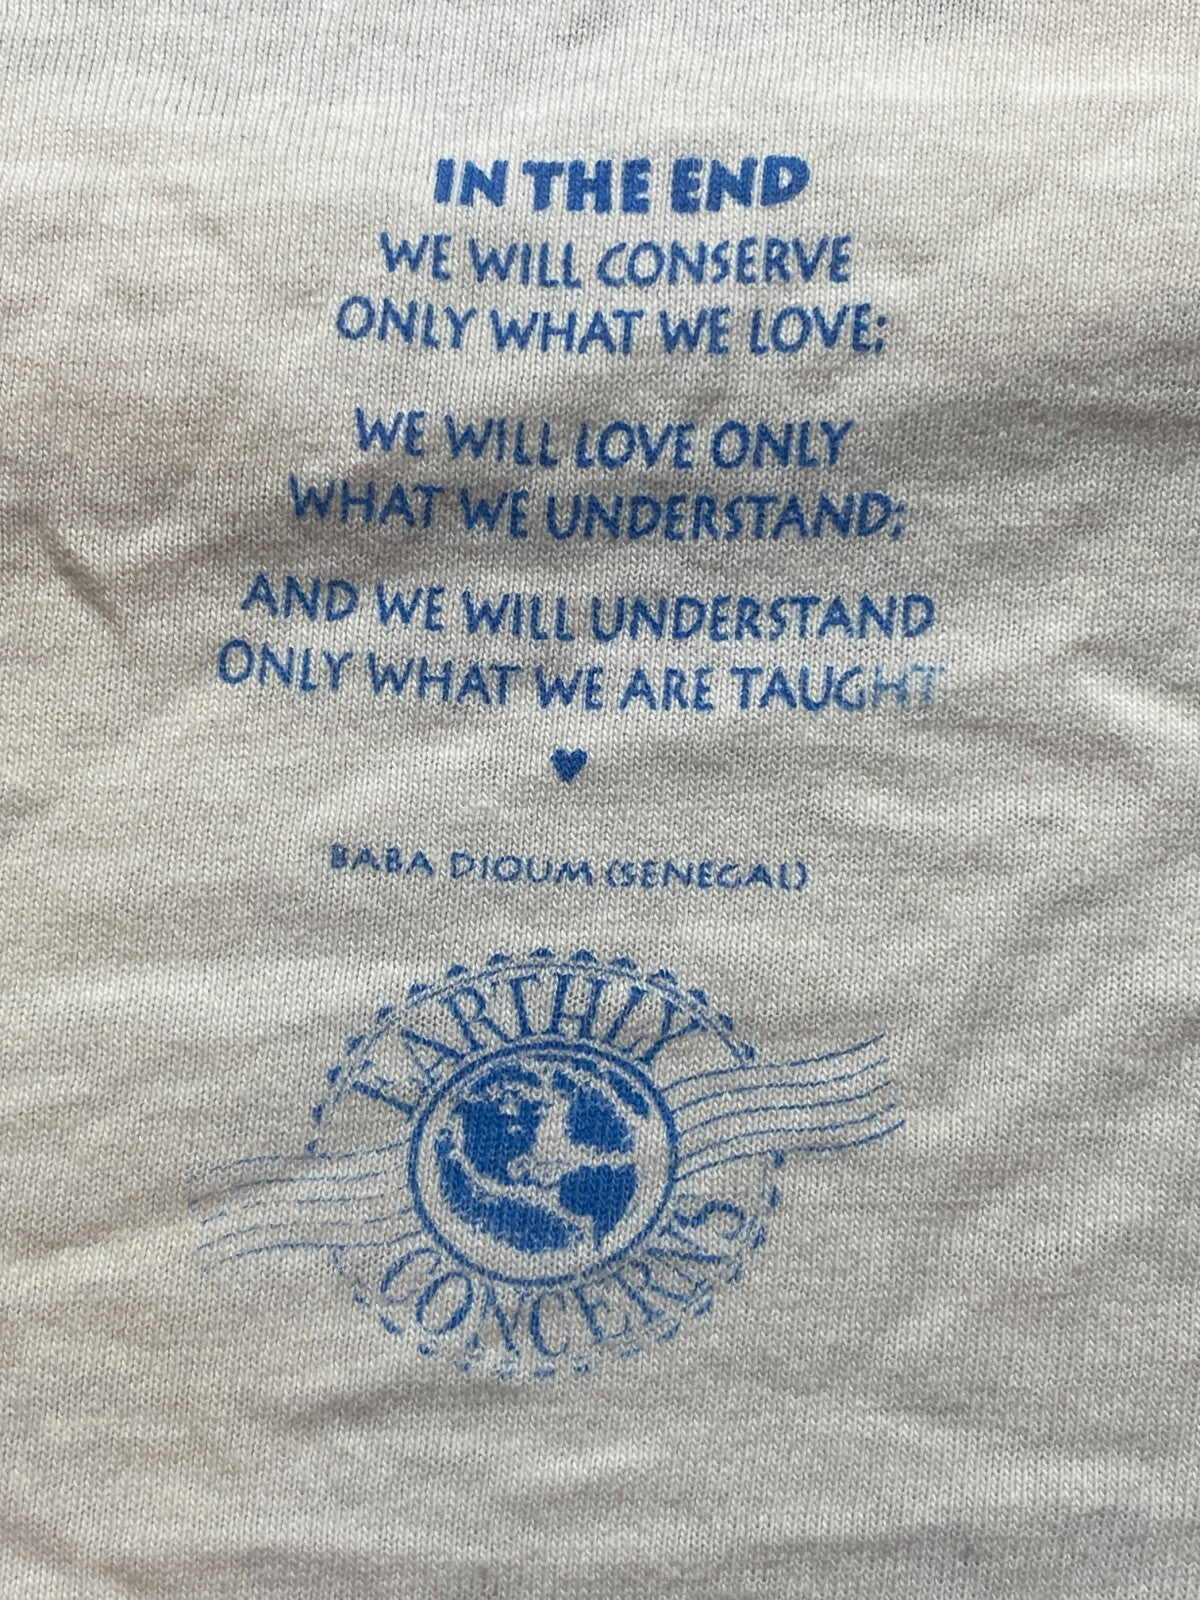 IN THE END
WE WILL CONSERVE
ONLY WHAT WE LOVE;
WE WILL LOVE ONLY
WHAT WE UNDERSTAND;
AND WE WILL UNDERSTAND
ONLY WHAT WE ARE TAUGHT
BABA DIOUM (SENEGAL)
EARTHLY
CONCERNS